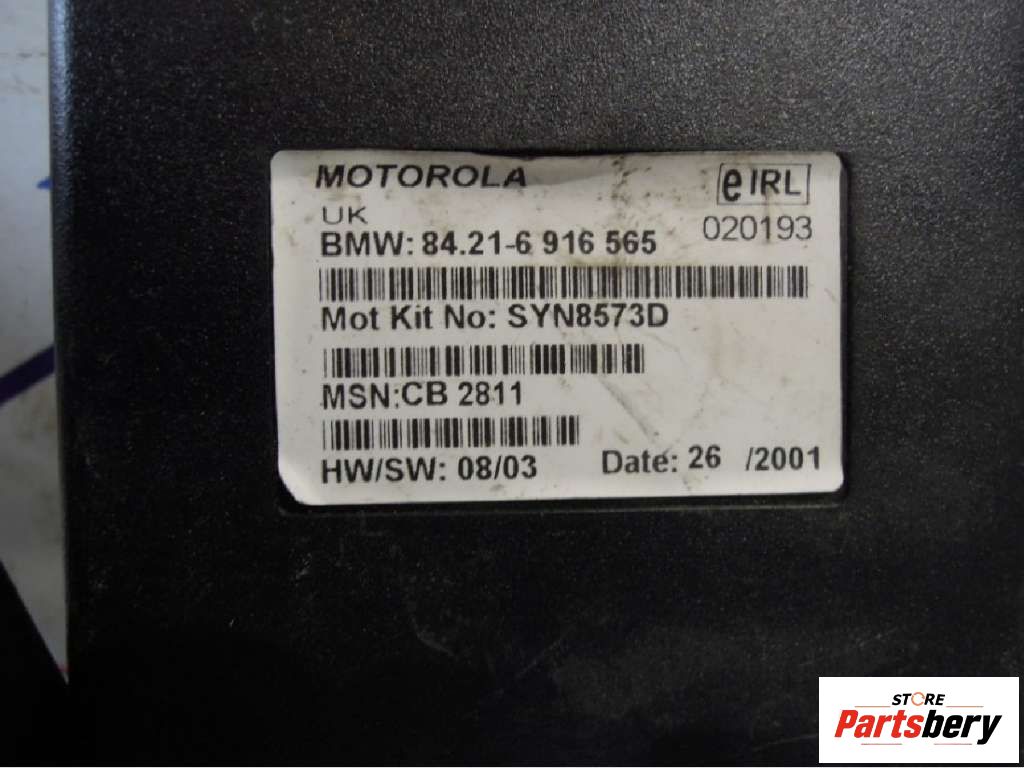 MOTOROLA
e IRL
UK
020193
BMW: 84.21-6 916 565
Mot Kit No: SYN8573D
MSN:CB 2811
HW/SW: 08/03 Date: 26 /2001
STORE
Partsbery